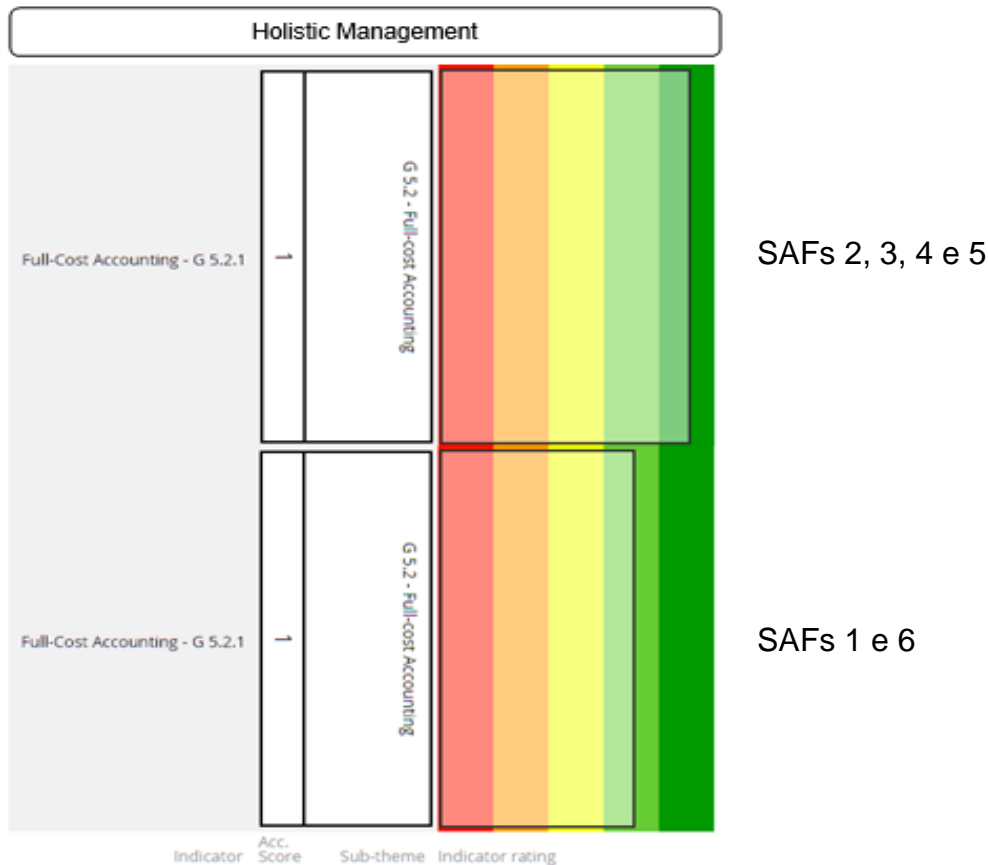 Holistic Management
Full-Cost Accounting - G 5.2.1
1
G 5.2 - Full-cost Accounting
SAFs 2, 3, 4 e 5
Full-Cost Accounting - G 5.2.1
1
G 5.2 - Full-cost Accounting
SAFs 1 e 6
Indicator
Acc.
Score
Sub-theme
Indicator rating